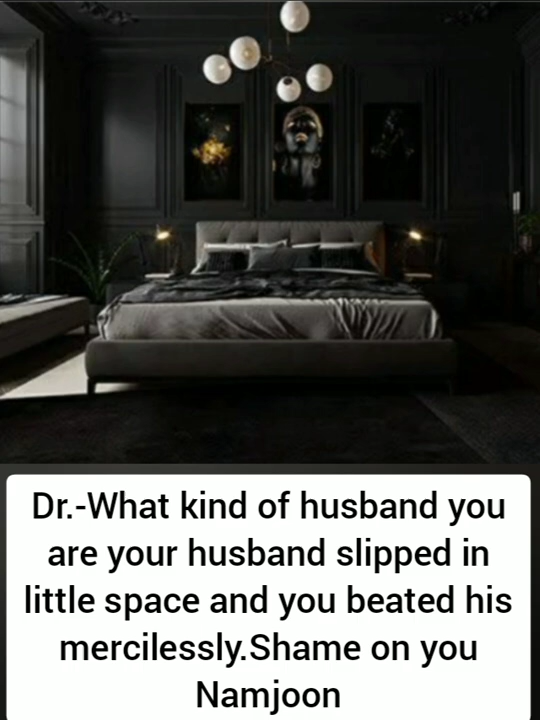 Dr.-What kind of husband you
are your husband slipped in
little space and you beated his
mercilessly.Shame on you
Namjoon